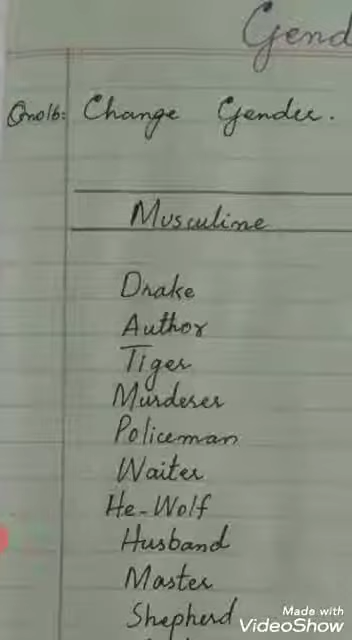 Gend
Qno16: Change Gender.
Musculine
Drake
Author
Tiger
Murderer
Policeman
Waiter
He-Wolf
Husband
Master
Shepherd
Made with
VideoShow